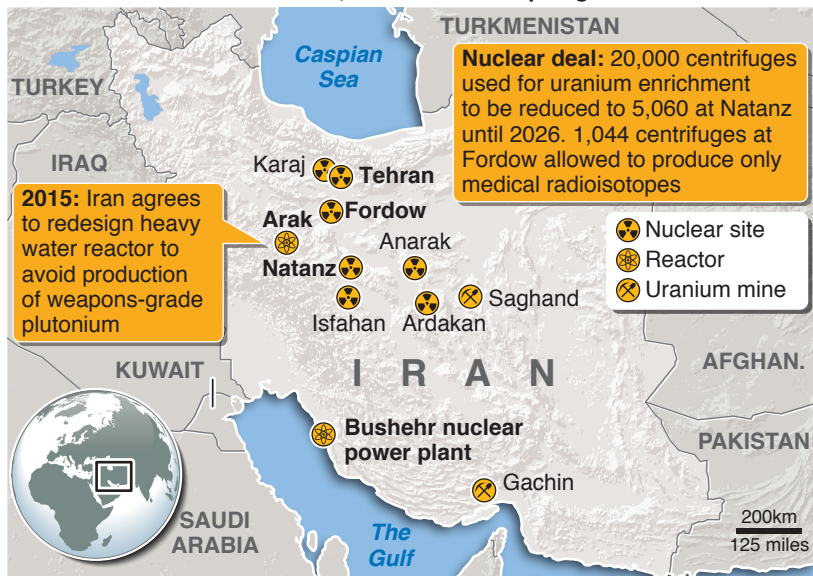 TURKMENISTAN
Caspian
Sea
TURKEY
Nuclear deal: 20,000 centrifuges
used for uranium enrichment
to be reduced to 5,060 at Natanz
until 2026. 1,044 centrifuges at
Fordow allowed to produce only
medical radioisotopes
IRAQ
Karaj
Tehran
2015: Iran agrees
to redesign heavy
water reactor to
avoid production
of weapons-grade
plutonium
Arak
Fordow
Anarak
Natanz
Saghand
Isfahan
Ardakan
Nuclear site
Reactor
Uranium mine
KUWAIT
IRAN
AFGHAN.
Bushehr nuclear
power plant
PAKISTAN
Gachin
SAUDI
ARABIA
The
Gulf
200km
125 miles